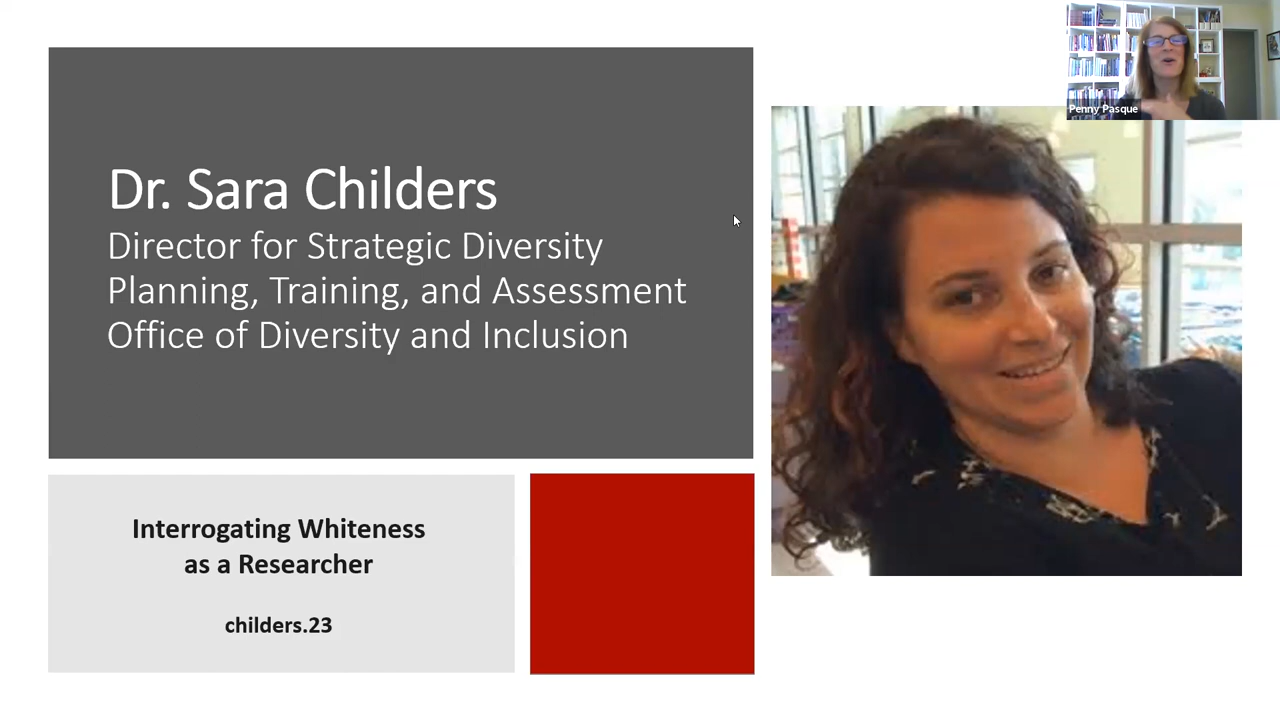 Dr. Sara Childers
Director for Strategic Diversity
Planning, Training, and Assessment
Office of Diversity and Inclusion
Interrogating Whiteness
as a Researcher
childers.23
Penny Pasque